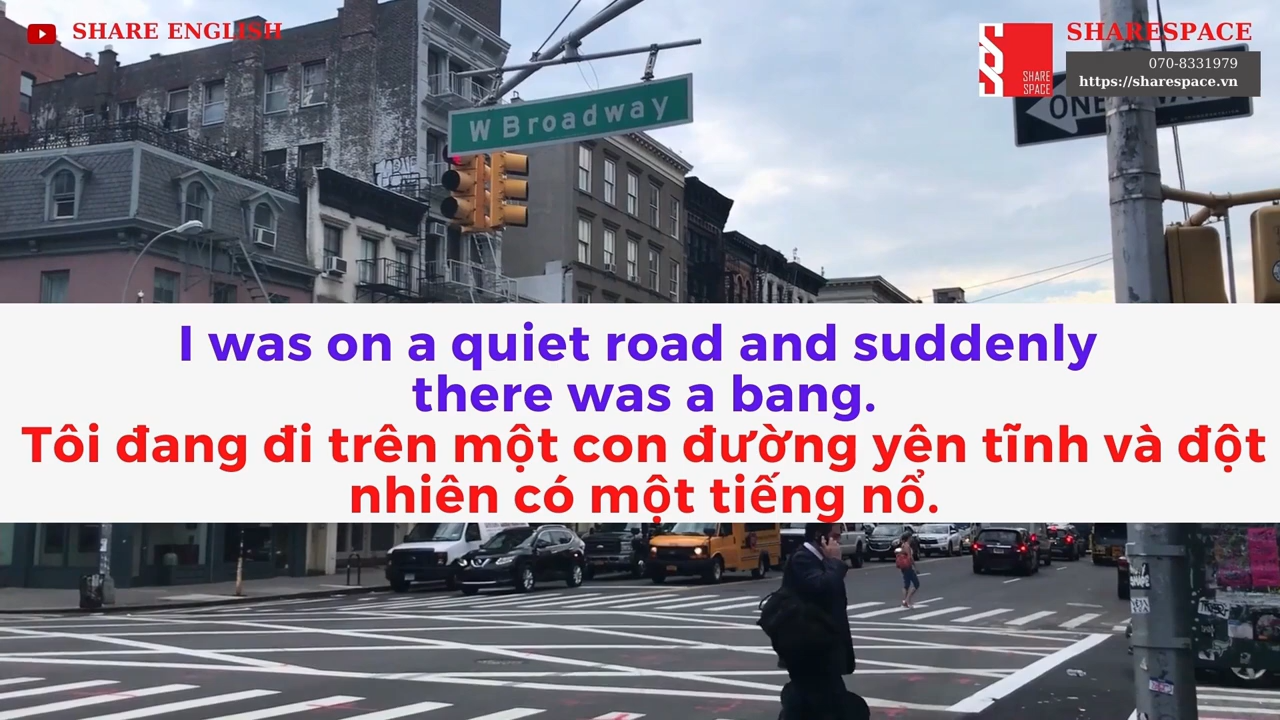 SHARE ENGLISH
SHARESPACE
SHARE
SPACE
070-8331979
https://sharespace.vn
W Broadway
I was on a quiet road and suddenly
there was a bang.
Tôi đang đi trên một con đường yên tĩnh và đột
nhiên có một tiếng nổ.